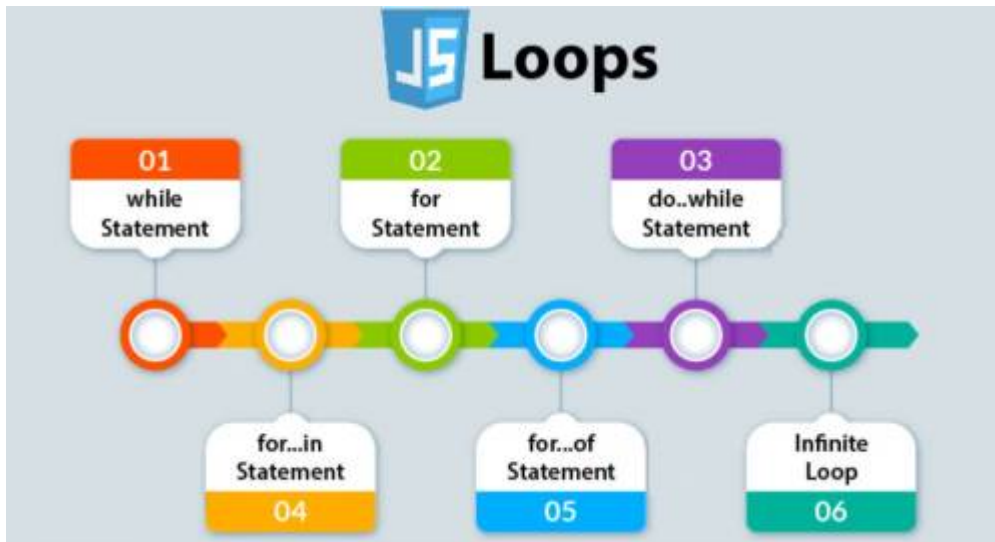 JS Loops
01
while
Statement
02
for
Statement
03
do..while
Statement
for...in
Statement
04
for...of
Statement
05
Infinite
Loop
06